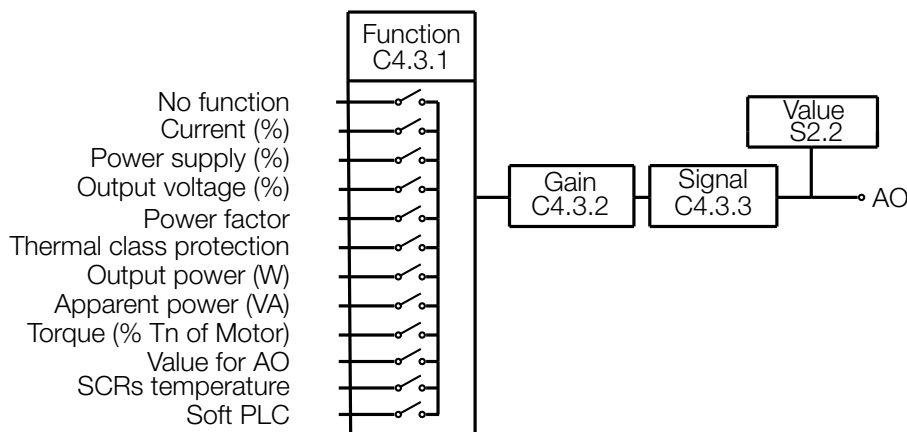 Function
C4.3.1
No function
Current (%)
Power supply (%)
Output voltage (%)
Power factor
Thermal class protection
Output power (W)
Apparent power (VA)
Torque (% Tn of Motor)
Value for AO
SCRs temperature
Soft PLC
Gain
C4.3.2
Signal
C4.3.3
Value
S2.2
AO